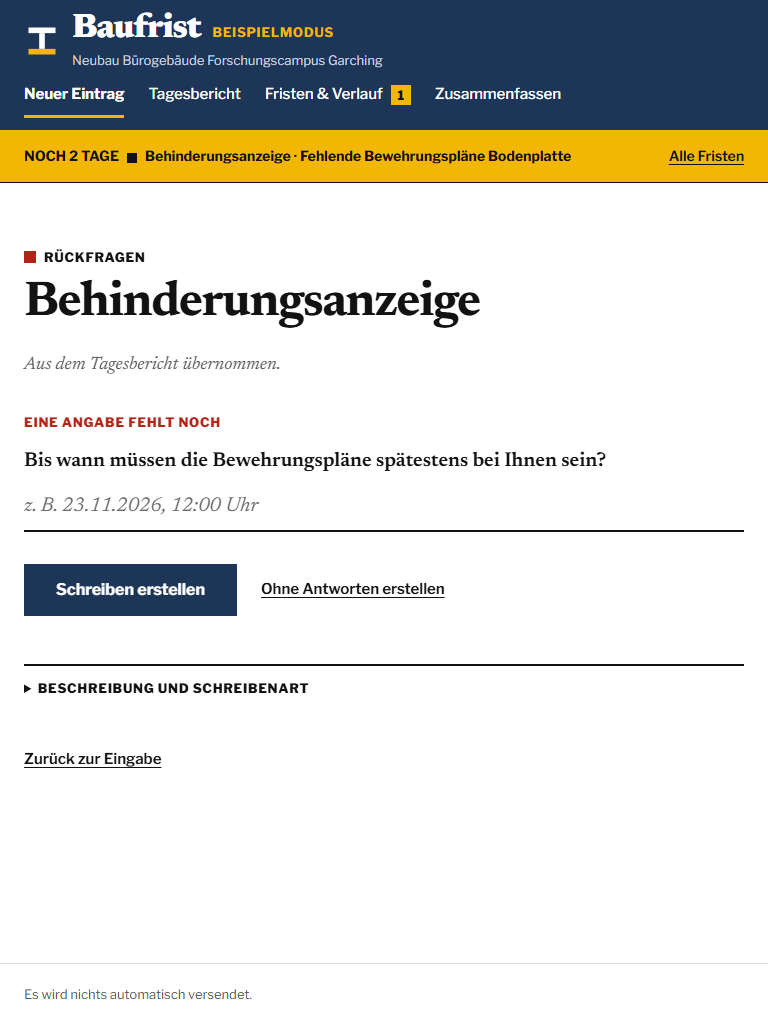 Baufrist BEISPIELMODUS
Neubau Bürogebäude Forschungscampus Garching
Neuer Eintrag Tagesbericht Fristen & Verlauf 1 Zusammenfassen
NOCH 2 TAGE ■ Behinderungsanzeige · Fehlende Bewehrungspläne Bodenplatte Alle Fristen
RÜCKFRAGEN
Behinderungsanzeige
Aus dem Tagesbericht übernommen.
EINE ANGABE FEHLT NOCH
Bis wann müssen die Bewehrungspläne spätestens bei Ihnen sein?
z. B. 23.11.2026, 12:00 Uhr
Schreiben erstellen Ohne Antworten erstellen
BESCHREIBUNG UND SCHREIBENART
Zurück zur Eingabe
Es wird nichts automatisch versendet.